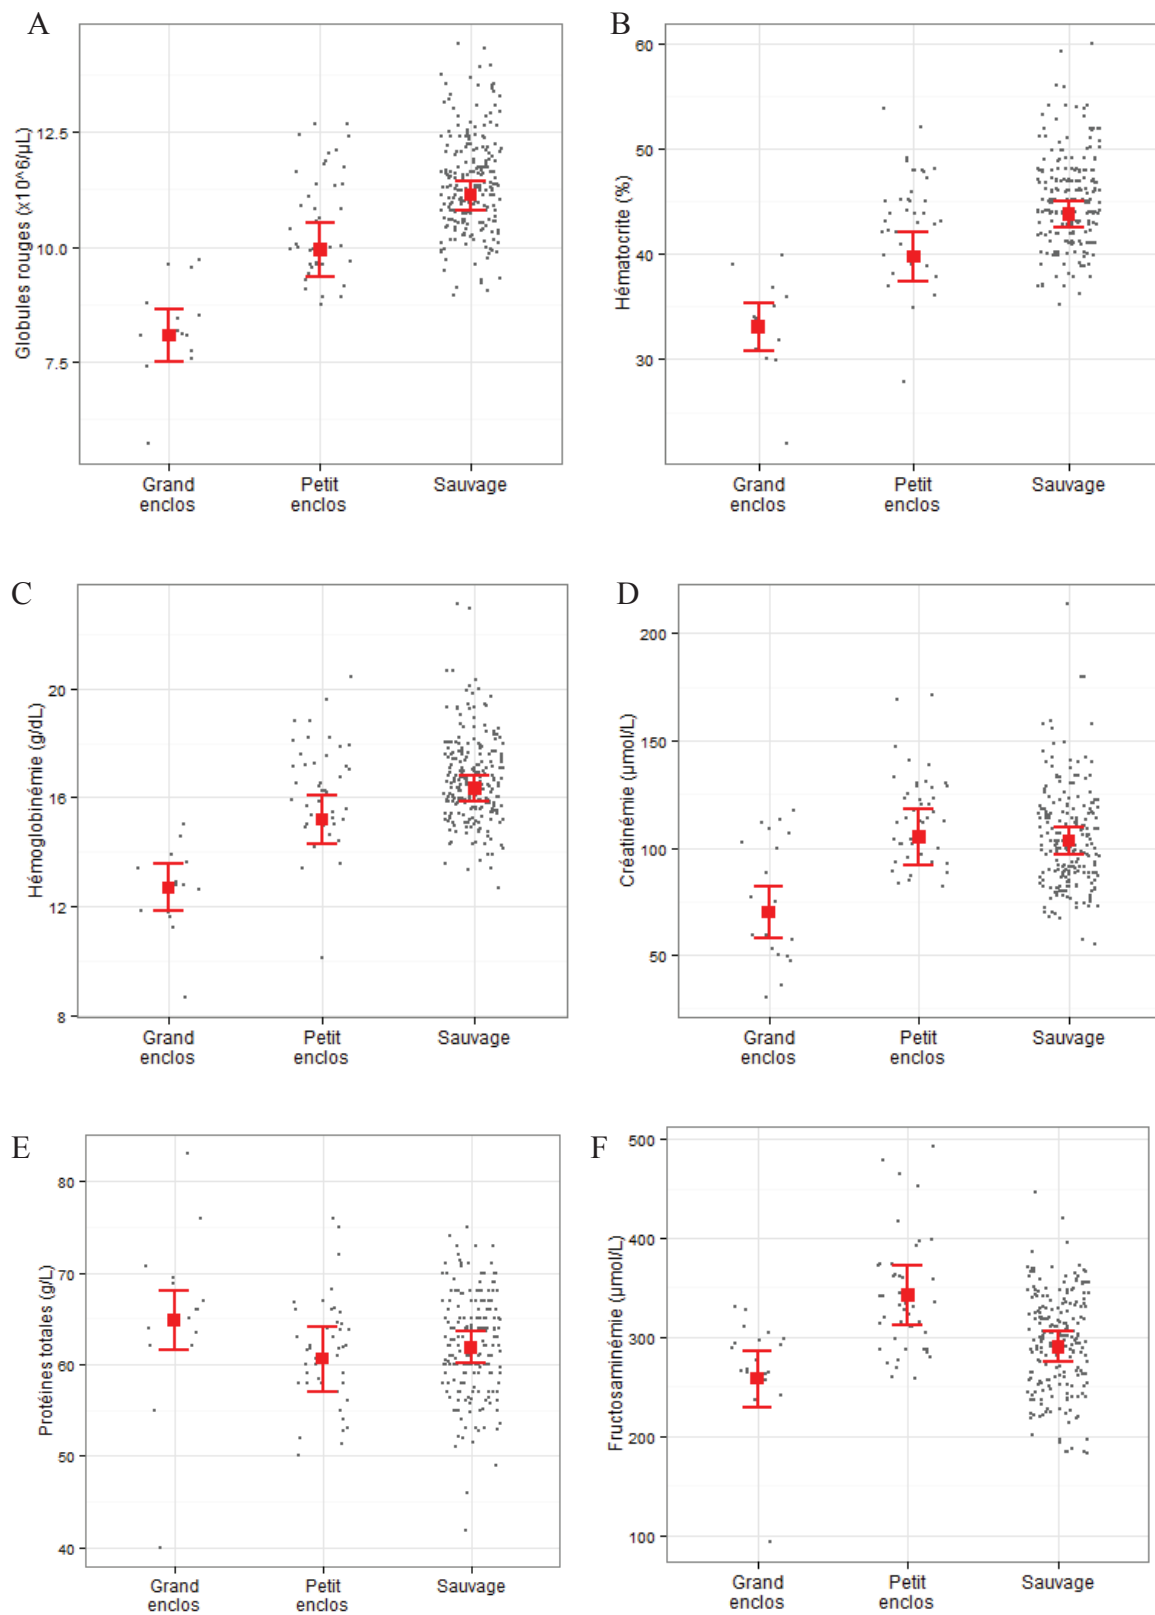 A
Globules rouges (x10^6/µL)
12.5
10.0
7.5
Grand
enclos
Petit
enclos
Sauvage
B
Hématocrite (%)
60
50
40
30
Grand
enclos
Petit
enclos
Sauvage
C
Hémoglobinémie (g/dL)
20
16
12
8
Grand
enclos
Petit
enclos
Sauvage
D
Créatinémie (µmol/L)
200
150
100
50
Grand
enclos
Petit
enclos
Sauvage
E
Protéines totales (g/L)
80
70
60
50
40
Grand
enclos
Petit
enclos
Sauvage
F
Fructosaminémie (µmol/L)
500
400
300
200
100
Grand
enclos
Petit
enclos
Sauvage